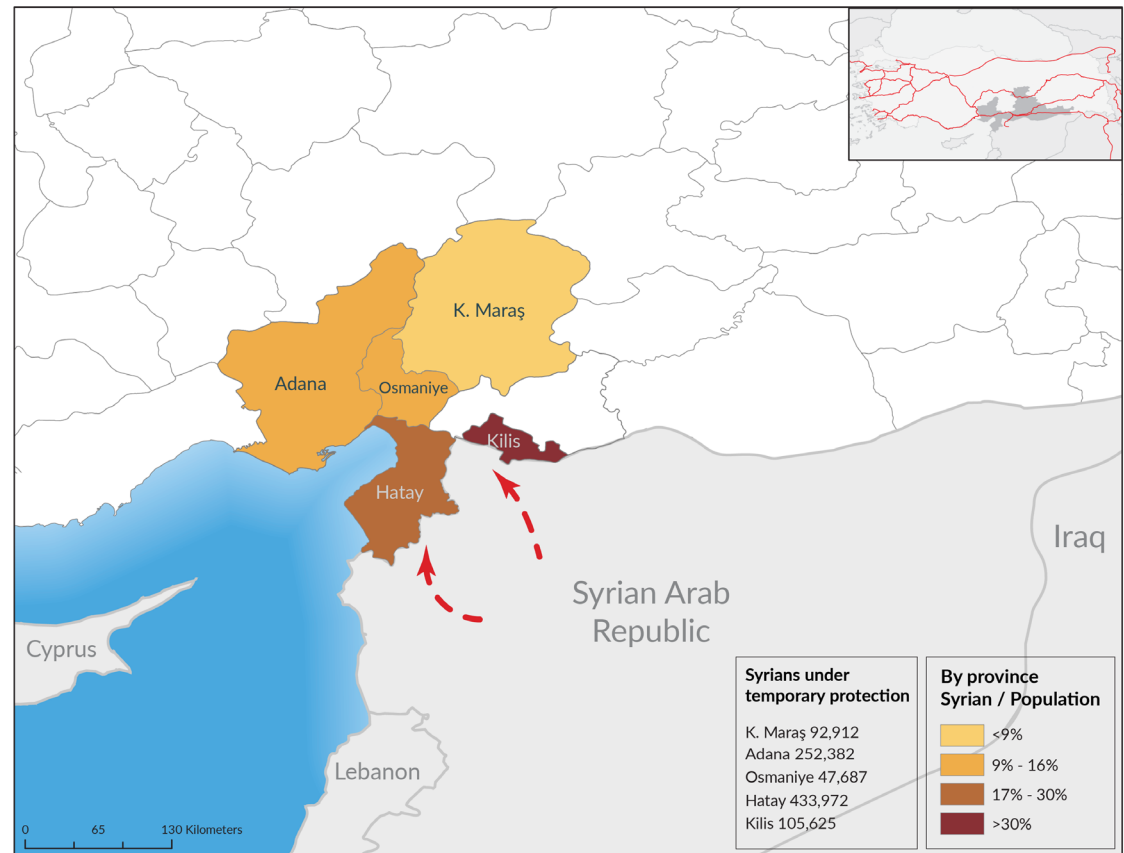 K. Maraş
Adana
Osmaniye
Kilis
Hatay
Iraq
Syrian Arab
Republic
Cyprus
Lebanon
0 65 130 Kilometers
Syrians under
temporary protection
K. Maraş 92,912
Adana 252,382
Osmaniye 47,687
Hatay 433,972
Kilis 105,625
By province
Syrian / Population
<9%
9% - 16%
17% - 30%
>30%